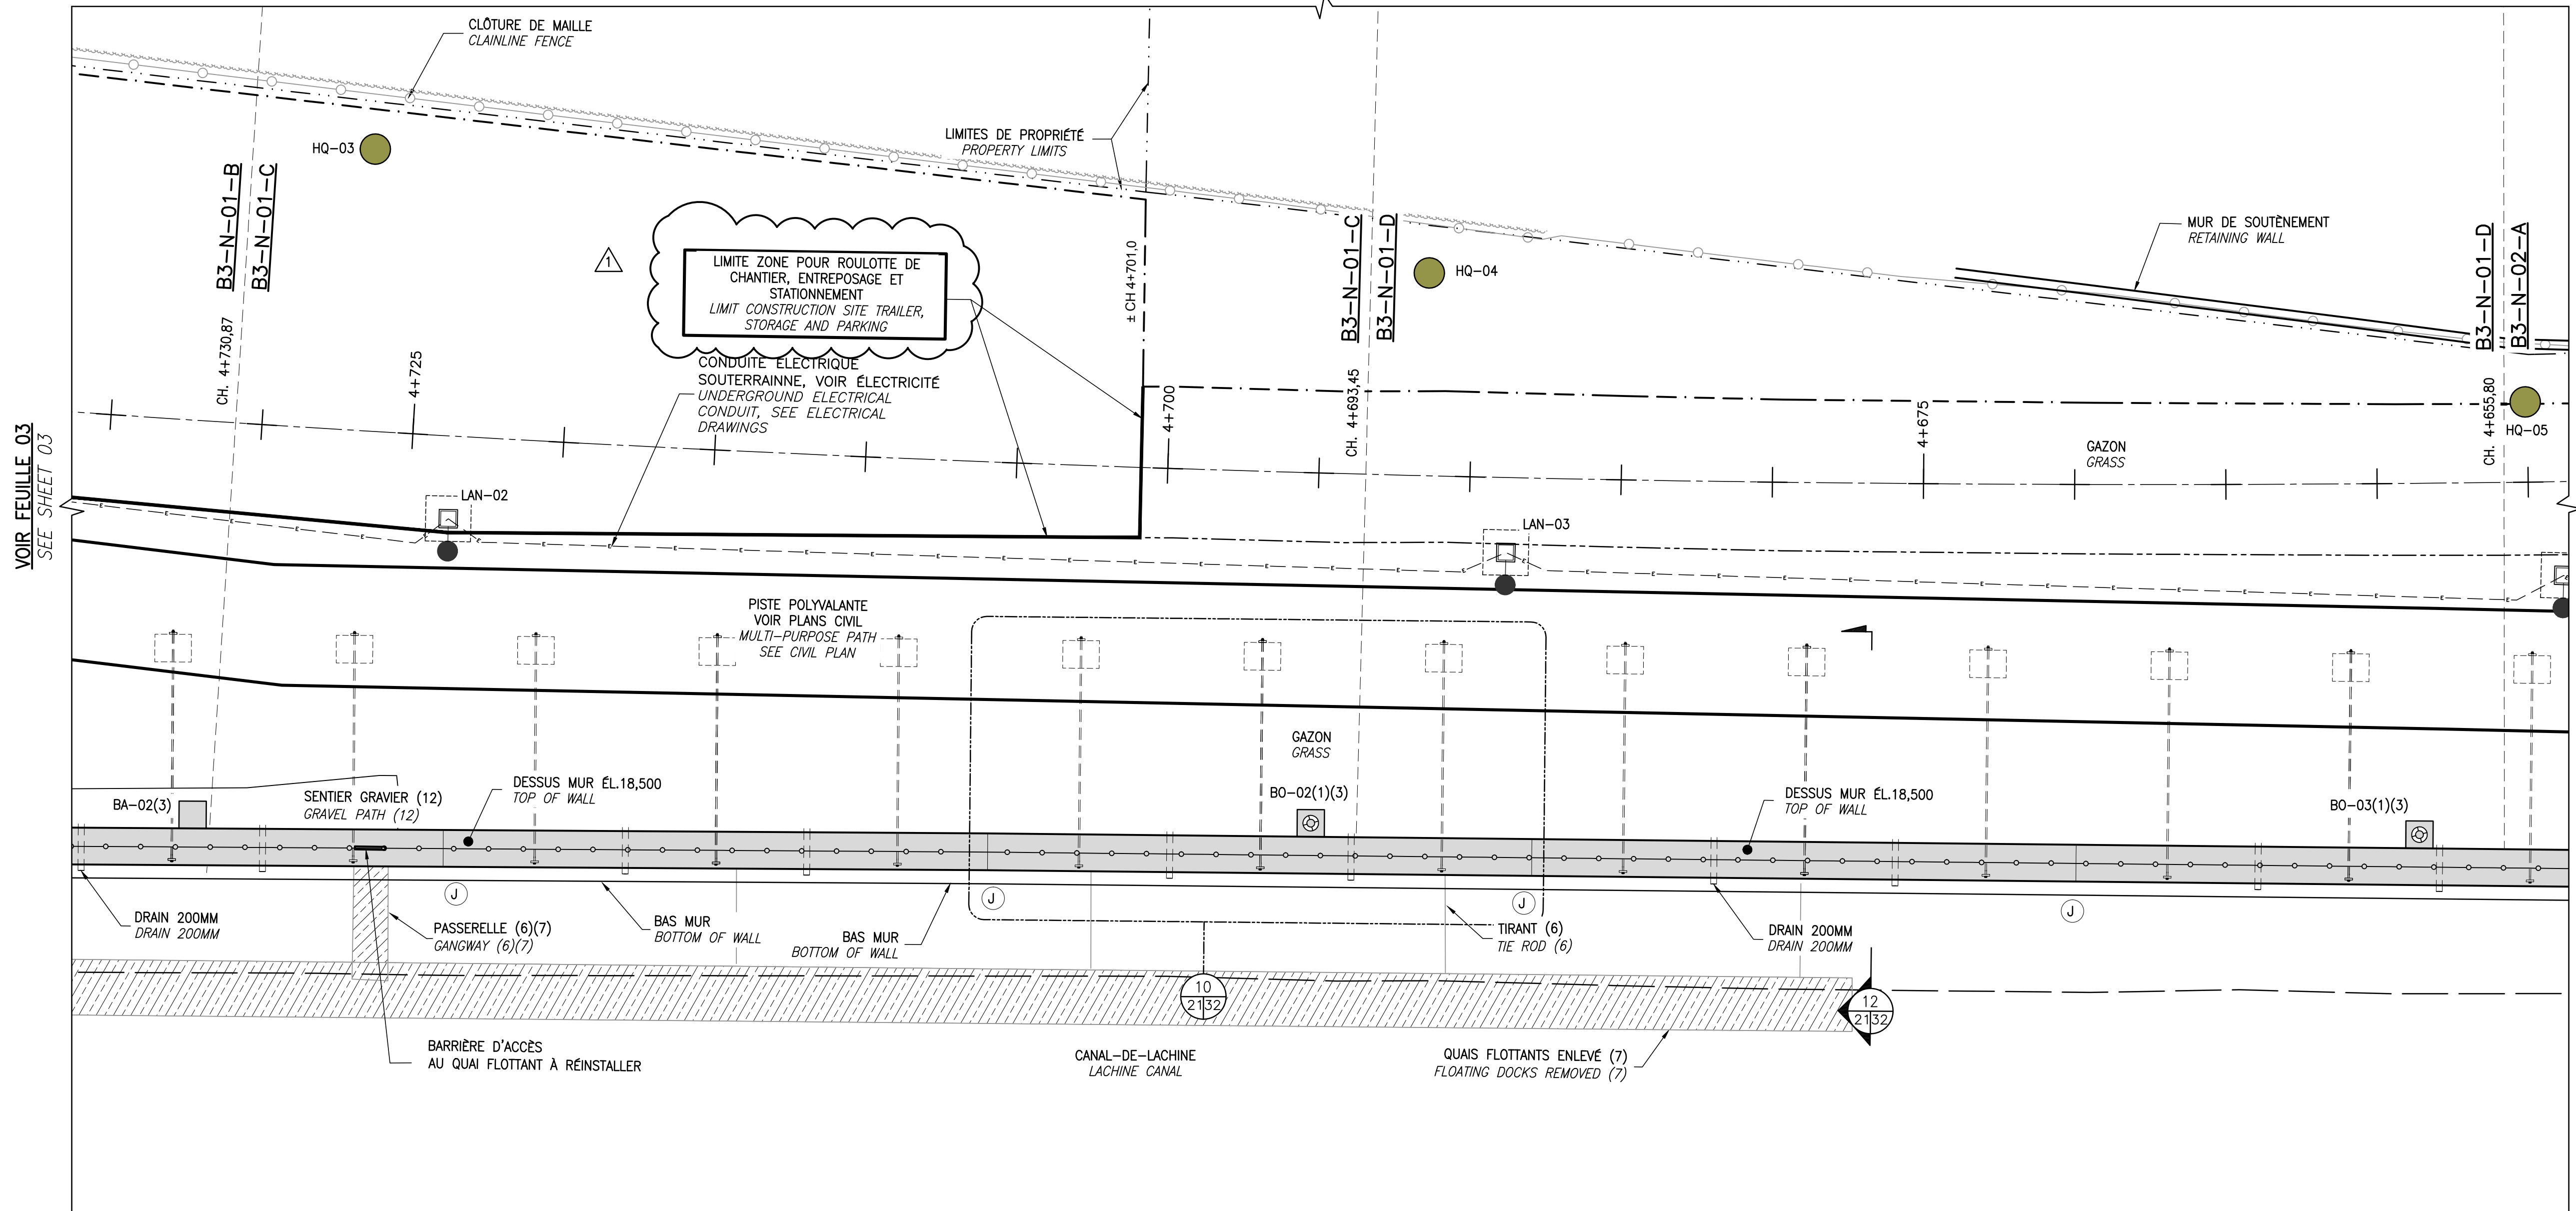 CLÔTURE DE MAILLE
CLAINLINE FENCE
HQ-03
LIMITES DE PROPRIÉTÉ
PROPERTY LIMITS
B3-N-01-B
B3-N-01-C
CH. 4+730,87
1
LIMITE ZONE POUR ROULOTTE DE
CHANTIER, ENTREPOSAGE ET
STATIONNEMENT
LIMIT CONSTRUCTION SITE TRAILER,
STORAGE AND PARKING
± CH 4+701,0
B3-N-01-C
B3-N-01-D
CH. 4+693,45
HQ-04
MUR DE SOUTÈNEMENT
RETAINING WALL
B3-N-01-D
B3-N-02-A
CH. 4+655,80
HQ-05
4+725
CONDUITE ÉLECTRIQUE
SOUTERRAINNE, VOIR ÉLECTRICITÉ
UNDERGROUND ELECTRICAL
CONDUIT, SEE ELECTRICAL
DRAWINGS
4+700
4+675
GAZON
GRASS
VOIR FEUILLE 03
SEE SHEET 03
LAN-02
LAN-03
E E E E E E E E E E E E E E E E E E E E E E E E E E E E E E E E E E E E E
PISTE POLYVALANTE
VOIR PLANS CIVIL
MULTI-PURPOSE PATH
SEE CIVIL PLAN
GAZON
GRASS
BA-02(3)
SENTIER GRAVIER (12)
GRAVEL PATH (12)
DESSUS MUR ÉL.18,500
TOP OF WALL
BO-02(1)(3)
DESSUS MUR ÉL.18,500
TOP OF WALL
BO-03(1)(3)
J
J
J
J
DRAIN 200MM
DRAIN 200MM
PASSERELLE (6)(7)
GANGWAY (6)(7)
BAS MUR
BOTTOM OF WALL
BAS MUR
BOTTOM OF WALL
TIRANT (6)
TIE ROD (6)
DRAIN 200MM
DRAIN 200MM
10
21 32
12
21 32
BARRIÈRE D'ACCÈS
AU QUAI FLOTTANT À RÉINSTALLER
CANAL-DE-LACHINE
LACHINE CANAL
QUAIS FLOTTANTS ENLEVÉ (7)
FLOATING DOCKS REMOVED (7)